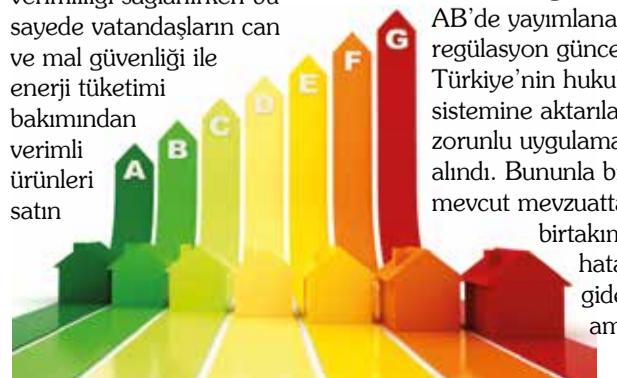 verimliliği sağlanırken bu
sayede vatandaşların can
ve mal güvenliği ile
enerji tüketimi
bakımından
verimli
ürünleri
satın
A
B
C
D
E
F
G
AB'de yayımlana
regülasyon günce
Türkiye'nin huku
sistemine aktarıla
zorunlu uygulama
alındı. Bununla b
mevcut mevzuatta
birtakım
hata
gide
am